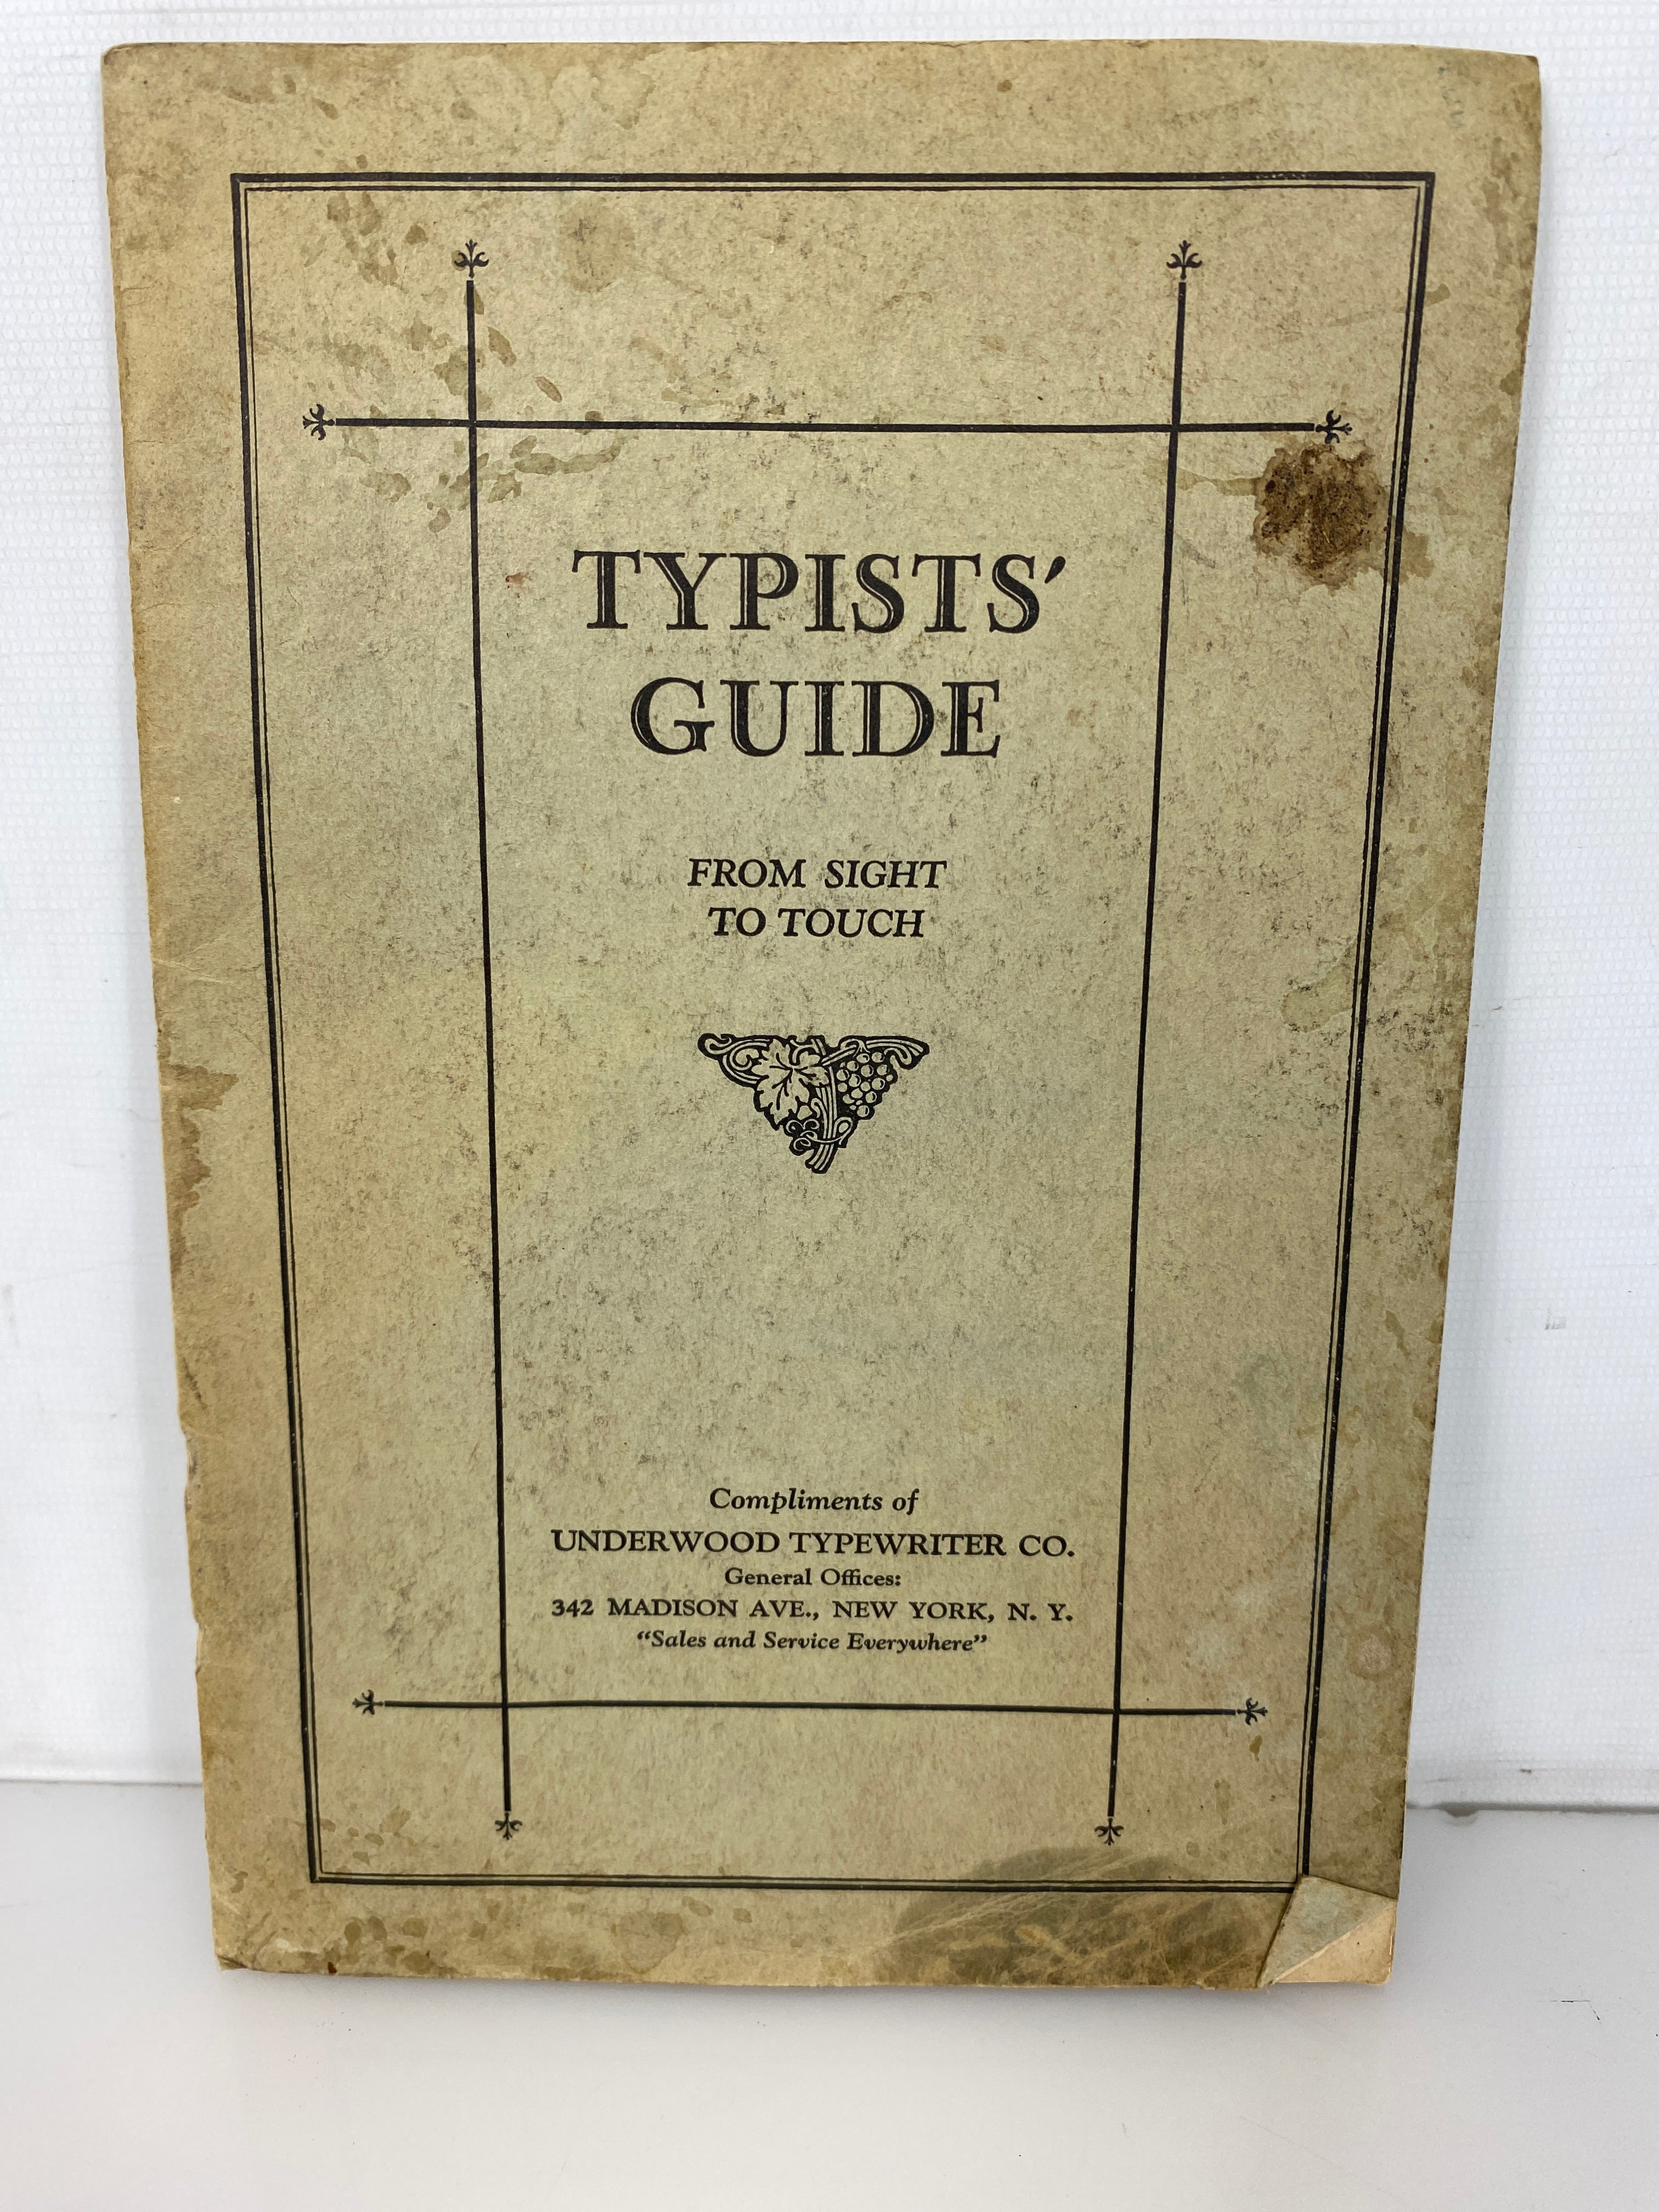 TYPISTS'
GUIDE
FROM SIGHT
TO TOUCH
Compliments of
UNDERWOOD TYPEWRITER CO.
General Offices:
342 MADISON AVE., NEW YORK, N. Y.
“Sales and Service Everywhere”